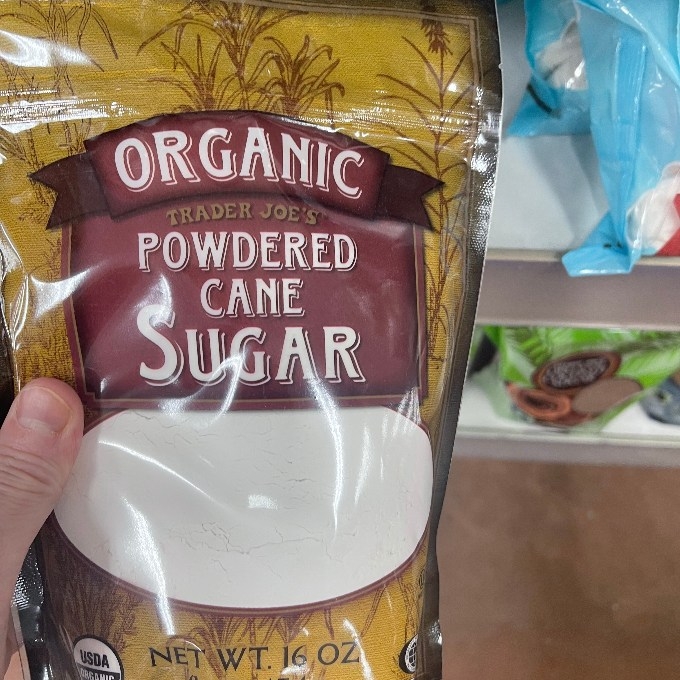 ORGANIC
TRADER JOE'S
POWDERED
CANE
SUGAR
USDA
ORGANIC
NET WT. 16 OZ